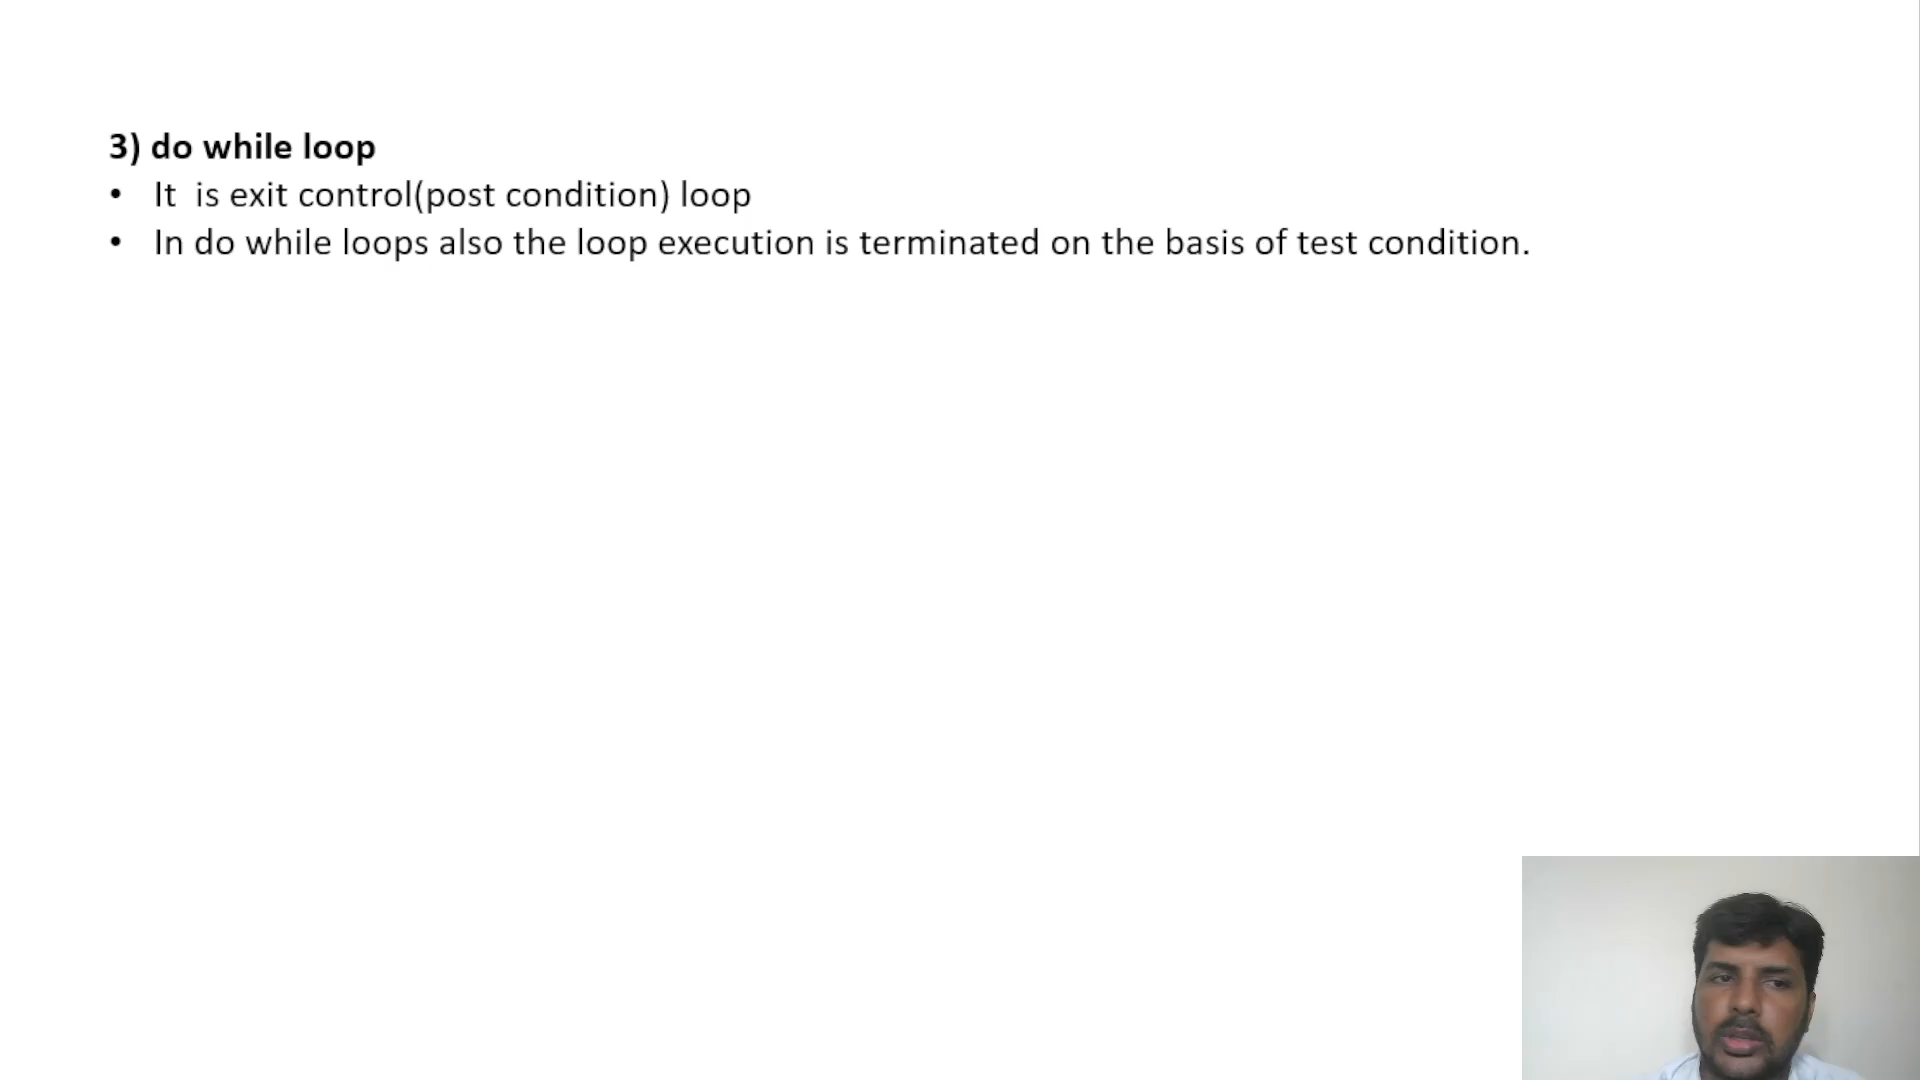 3) do while loop
• It  is exit control(post condition) loop
• In do while loops also the loop execution is terminated on the basis of test condition.